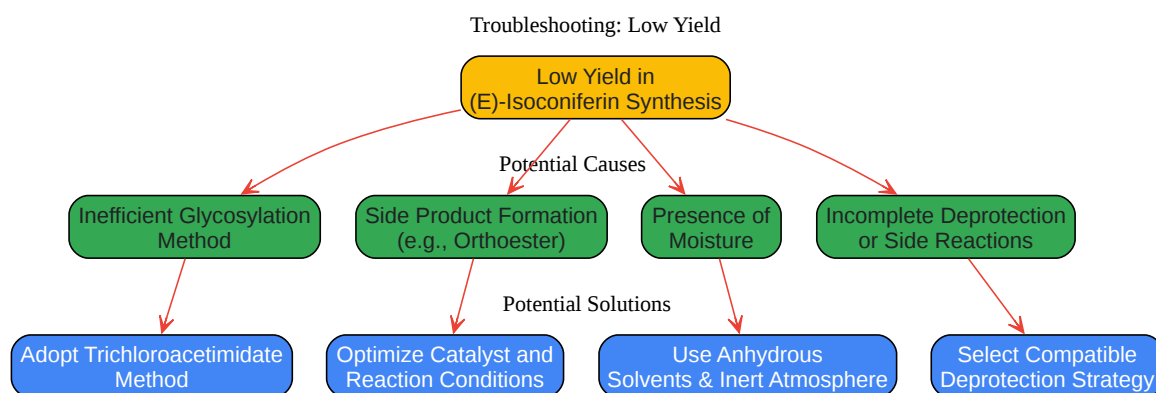 Troubleshooting: Low Yield
Low Yield in
(E)-Isoconiferin Synthesis
Potential Causes
Inefficient Glycosylation
Method
Side Product Formation
(e.g., Orthoester)
Presence of
Moisture
Incomplete Deprotection
or Side Reactions
Potential Solutions
Adopt Trichloroacetimidate
Method
Optimize Catalyst and
Reaction Conditions
Use Anhydrous
Solvents & Inert Atmosphere
Select Compatible
Deprotection Strategy